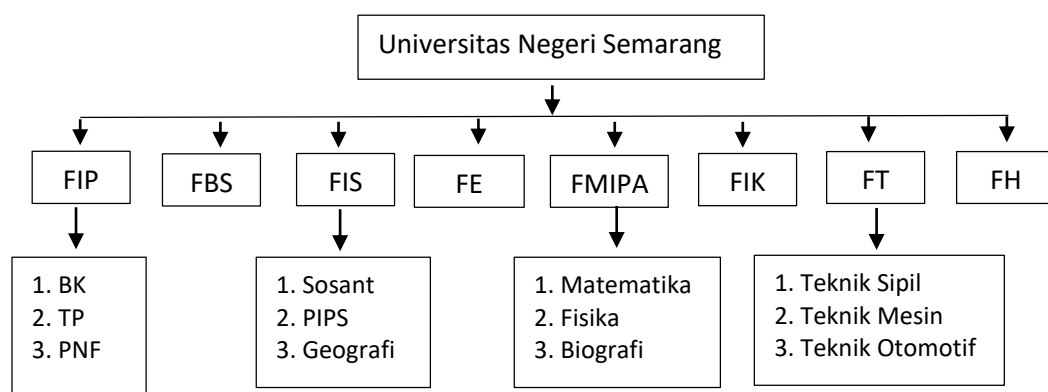 Universitas Negeri Semarang
FIP
FBS
FIS
FE
FMIPA
FIK
FT
FH
1. BK
2. TP
3. PNF
1. Sosant
2. PIPS
3. Geografi
1. Matematika
2. Fisika
3. Biografi
1. Teknik Sipil
2. Teknik Mesin
3. Teknik Otomotif